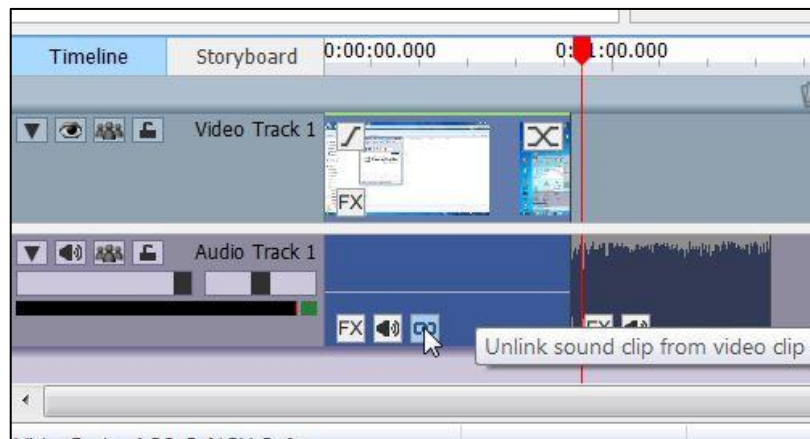 Timeline Storyboard 0:00:00.000 0: 1:00.000
Video Track 1
FX
Audio Track 1
FX FX
Unlink sound clip from video clip